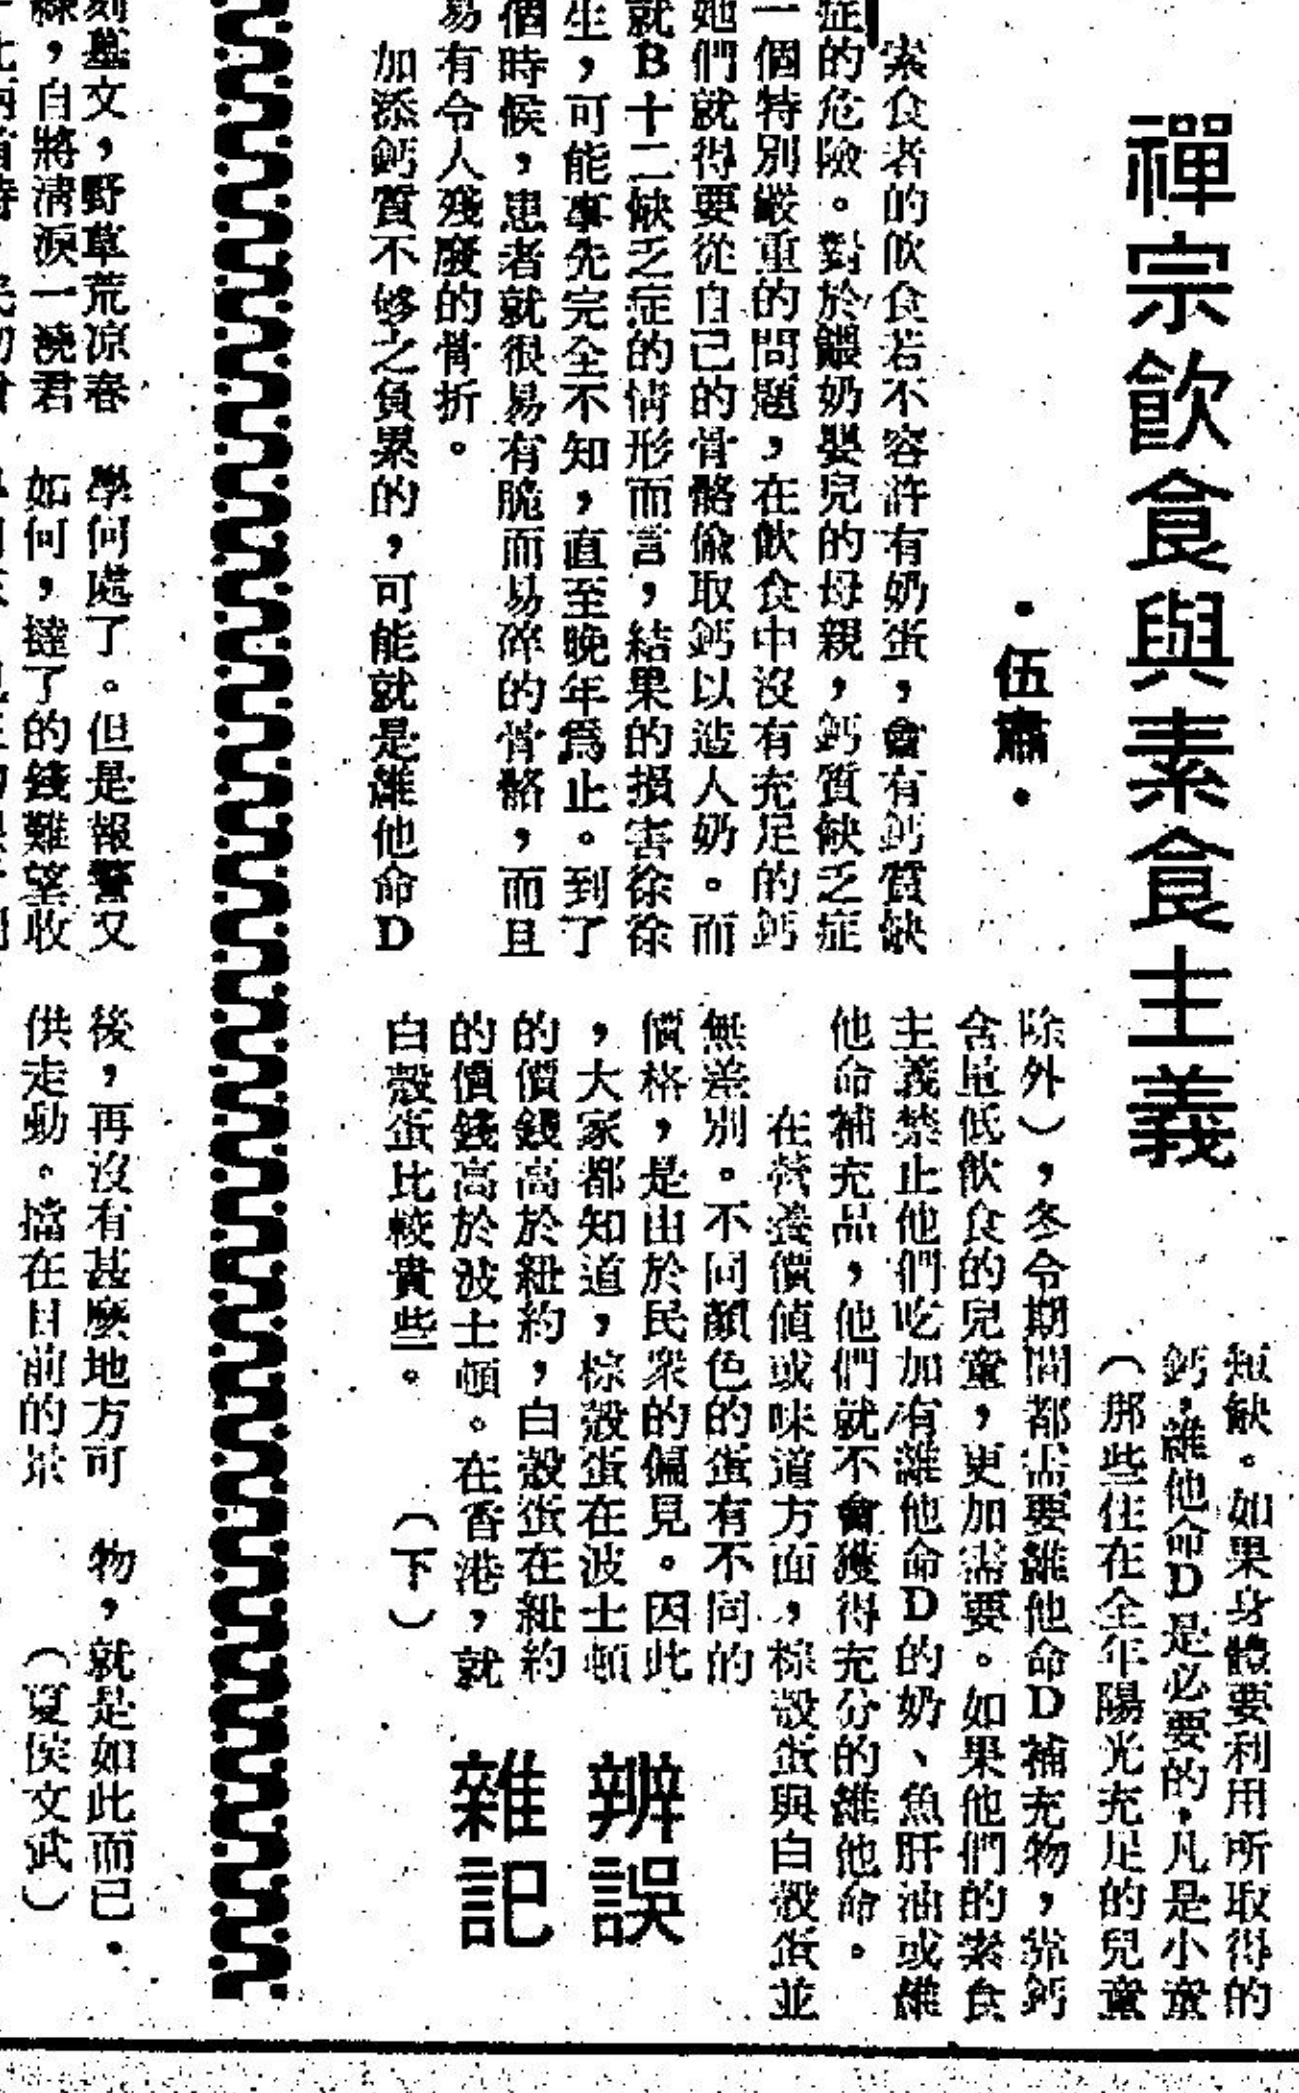 禪宗飲食與素食主義
·伍肅·
素食者的飲食若不容許有奶蛋，會有鈣質缺
症的危險。對於餵奶嬰兒的母親，鈣質缺乏症
一個特別嚴重的問題，在飲食中沒有充足的鈣
她們就得要從自己的骨骼偷取鈣以造人奶。而
就B十二缺乏症的情形而言，結果的損害徐徐
生，可能事先完全不知，直至晚年爲止。到了
個時候，患者就很易有脆而易碎的骨骼，而且
易有令人殘廢的骨折。
加添鈣質不够之負累的，可能就是維他命D
短缺。如果身體要利用所取得的
鈣，維他命D是必要的，凡是小童
（那些住在全年陽光充足的兒童
除外），冬令期間都需要維他命D補充物，靠鈣
含量低飲食的兒童，更加需要。如果他們的素食
主義禁止他們吃加有維他命D的奶、魚肝油或維
他命補充品，他們就不會獲得充分的維他命。
在營養價值或味道方面，棕殼蛋與白殼蛋並
無差別。不同顏色的蛋有不同的
價格，是由於民衆的偏見。因此
，大家都知道，棕殼蛋在波士頓
的價錢高於紐約，白殼蛋在紐約
的價錢高於波士頓。在香港，就
白殼蛋比較貴些。（下）
辨誤
雜記
刻墓文，野草荒凉春
，自將清淚一澆君
學何處了。但是報警又
如何，撻了的錢難望收
後，再沒有甚麼地方可
供走動。擋在目前的景
物，就是如此而已．
（夏侯文武）